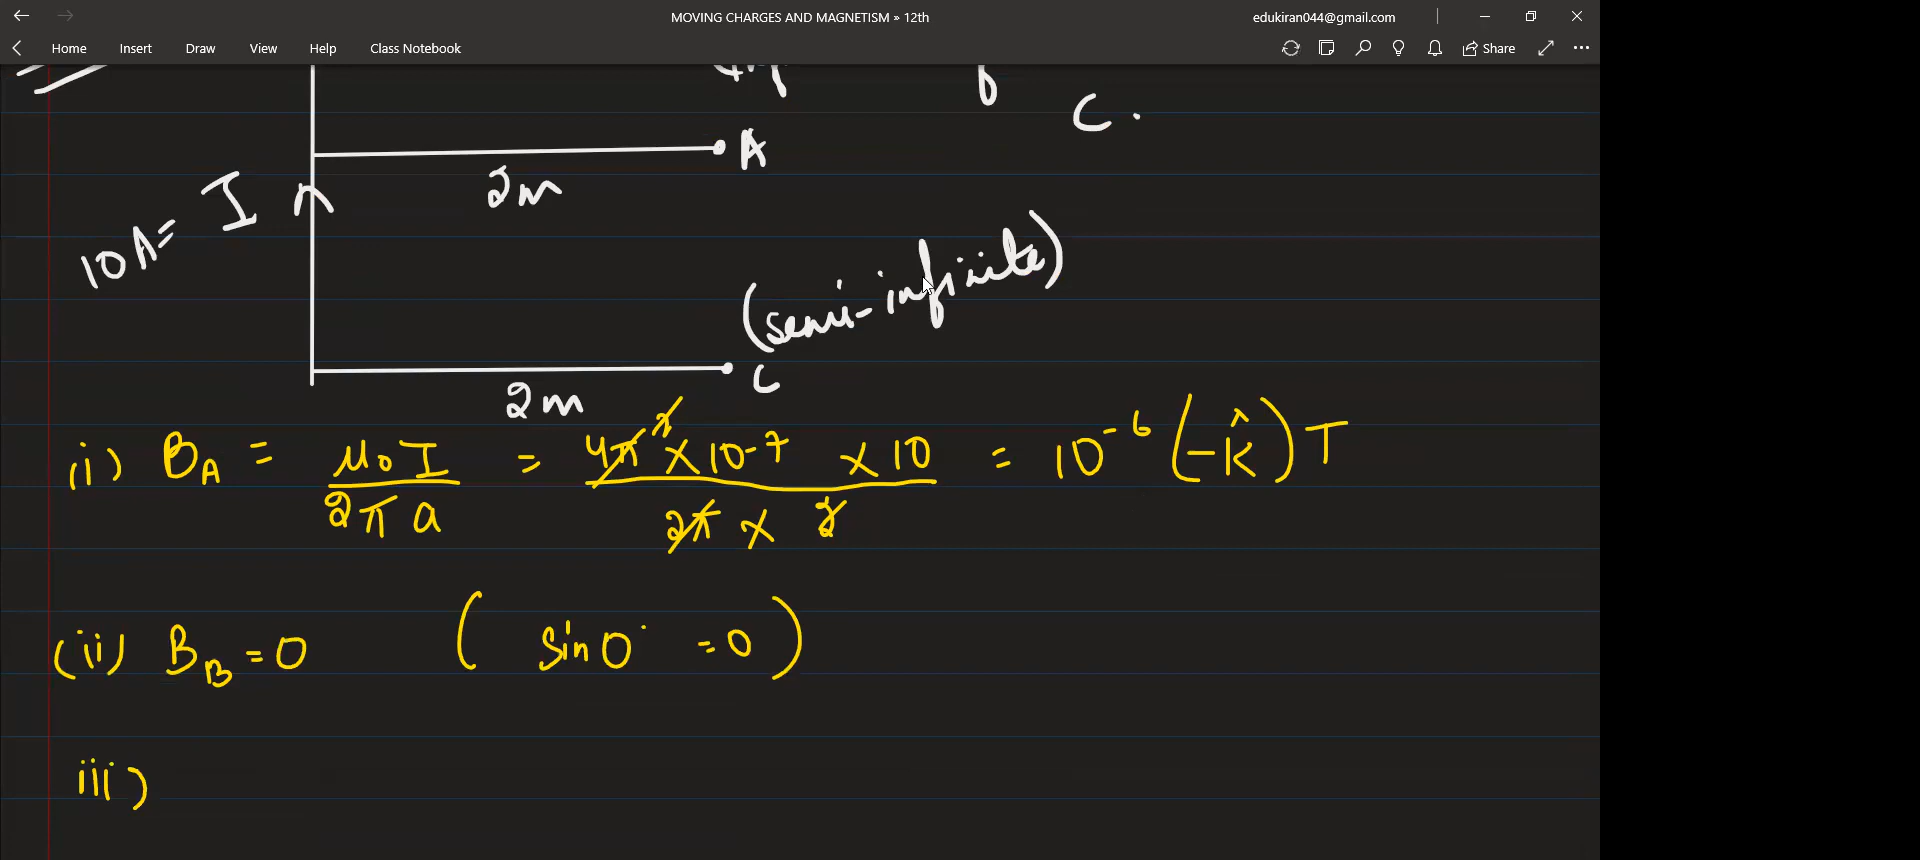 MOVING CHARGES AND MAGNETISM » 12th
edukiran044@gmail.com
Home Insert Draw View Help Class Notebook
Share
C.
A
2m
10A = I
(semi-infinite)
C
2m
(i) B_A = μ₀I / 2πa = 4π × 10⁻⁷ × 10 / 2π × 2 = 10⁻⁶ (-k̂) T
(ii) B_B = 0 ( sin 0° = 0 )
iii)